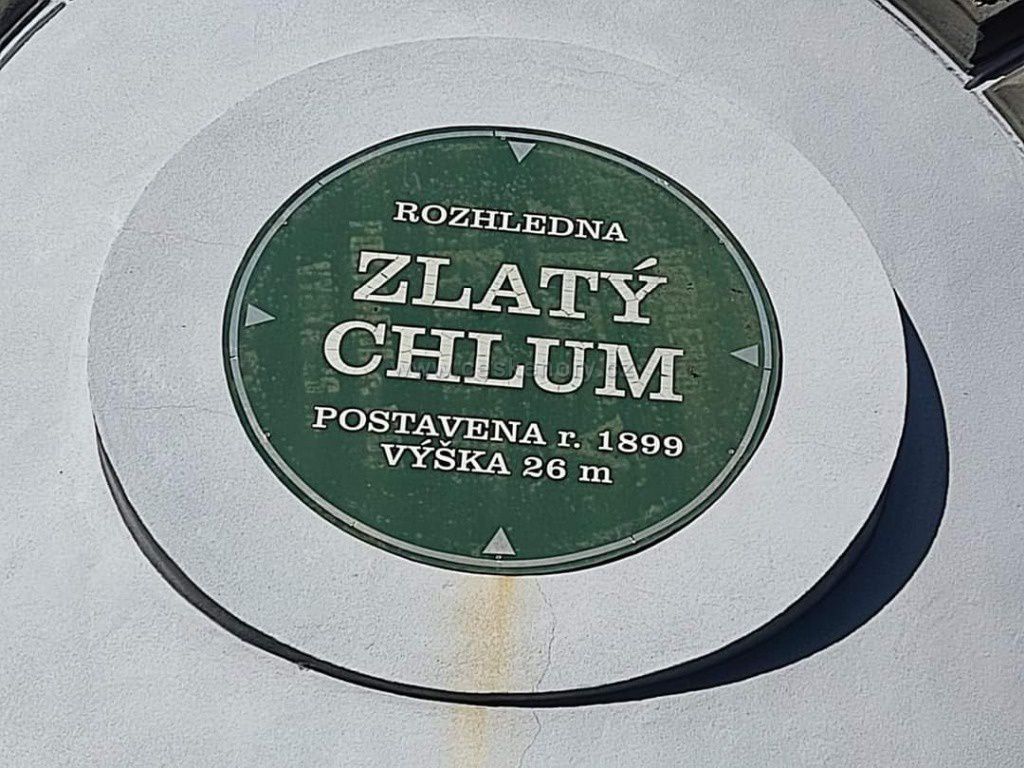 ROZHLEDNA
ZLATÝ
CHLUM
POSTAVENA r. 1899
VÝŠKA 26 m